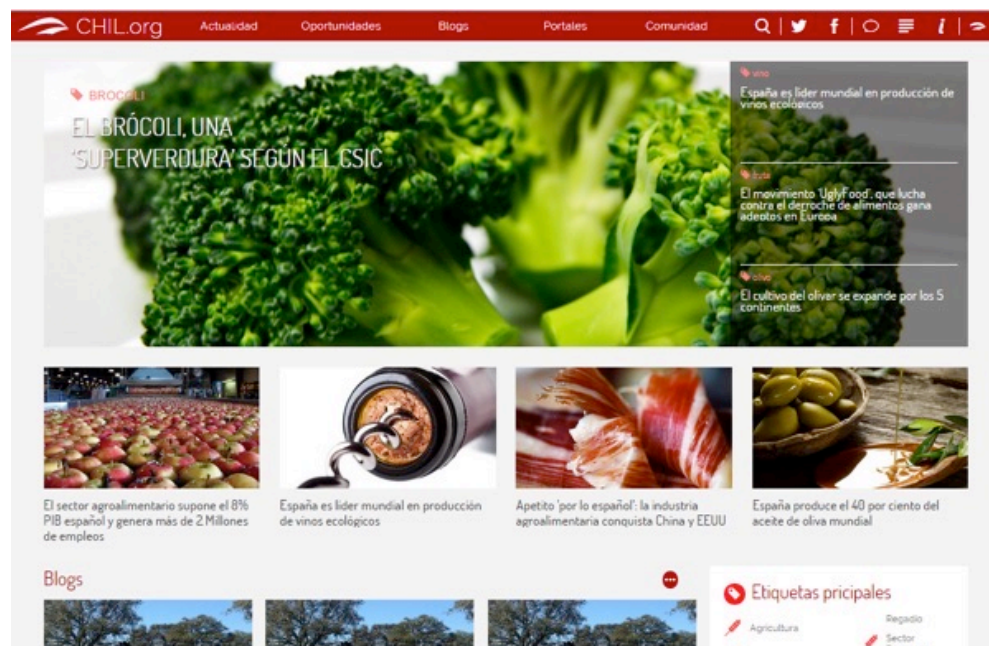 CHIL.org
Actualidad
Oportunidades
Blogs
Portales
Comunidad
BROCOLI
EL BRÓCOLI, UNA
'SUPERVERDURA' SEGÚN EL CSIC
vino
España es líder mundial en producción de
vinos ecológicos
fruta
El movimiento 'UglyFood', que lucha
contra el derroche de alimentos gana
adeptos en Europa
olivo
El cultivo del olivar se expande por los 5
continentes
El sector agroalimentario supone el 8%
PIB español y genera más de 2 Millones
de empleos
España es líder mundial en producción
de vinos ecológicos
Apetito 'por lo español': la industria
agroalimentaria conquista China y EEUU
España produce el 40 por ciento del
aceite de oliva mundial
Blogs
Etiquetas pricipales
Agricultura
Regadío
Sector